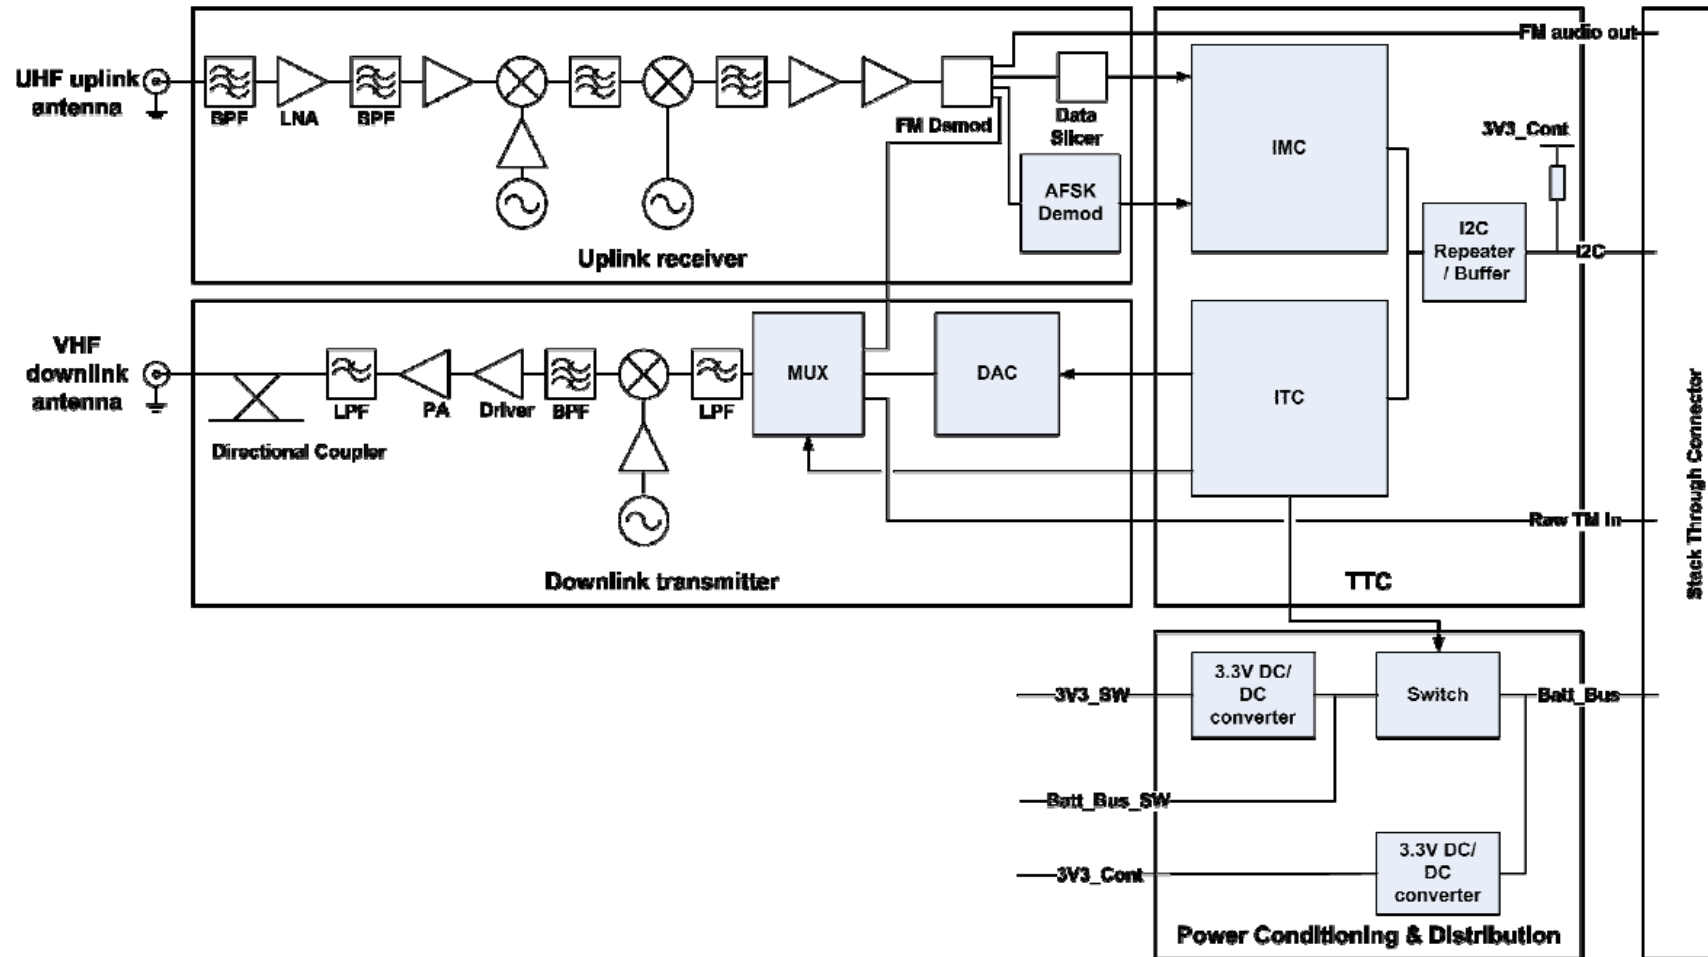 FM audio out
UHF uplink
antenna
BPF
LNA
BPF
FM Demod
Data
Slicer
3V3_Cont
IMC
AFSK
Demod
I2C
Repeater
/ Buffer
I2C
Uplink receiver
VHF
downlink
antenna
LPF
PA
Driver
BPF
LPF
MUX
DAC
ITC
Directional Coupler
Raw TM In
Downlink transmitter
TTC
Stack Through Connector
3V3_SW
3.3V DC/
DC
converter
Switch
Batt_Bus
Batt_Bus_SW
3V3_Cont
3.3V DC/
DC
converter
Power Conditioning & Distribution